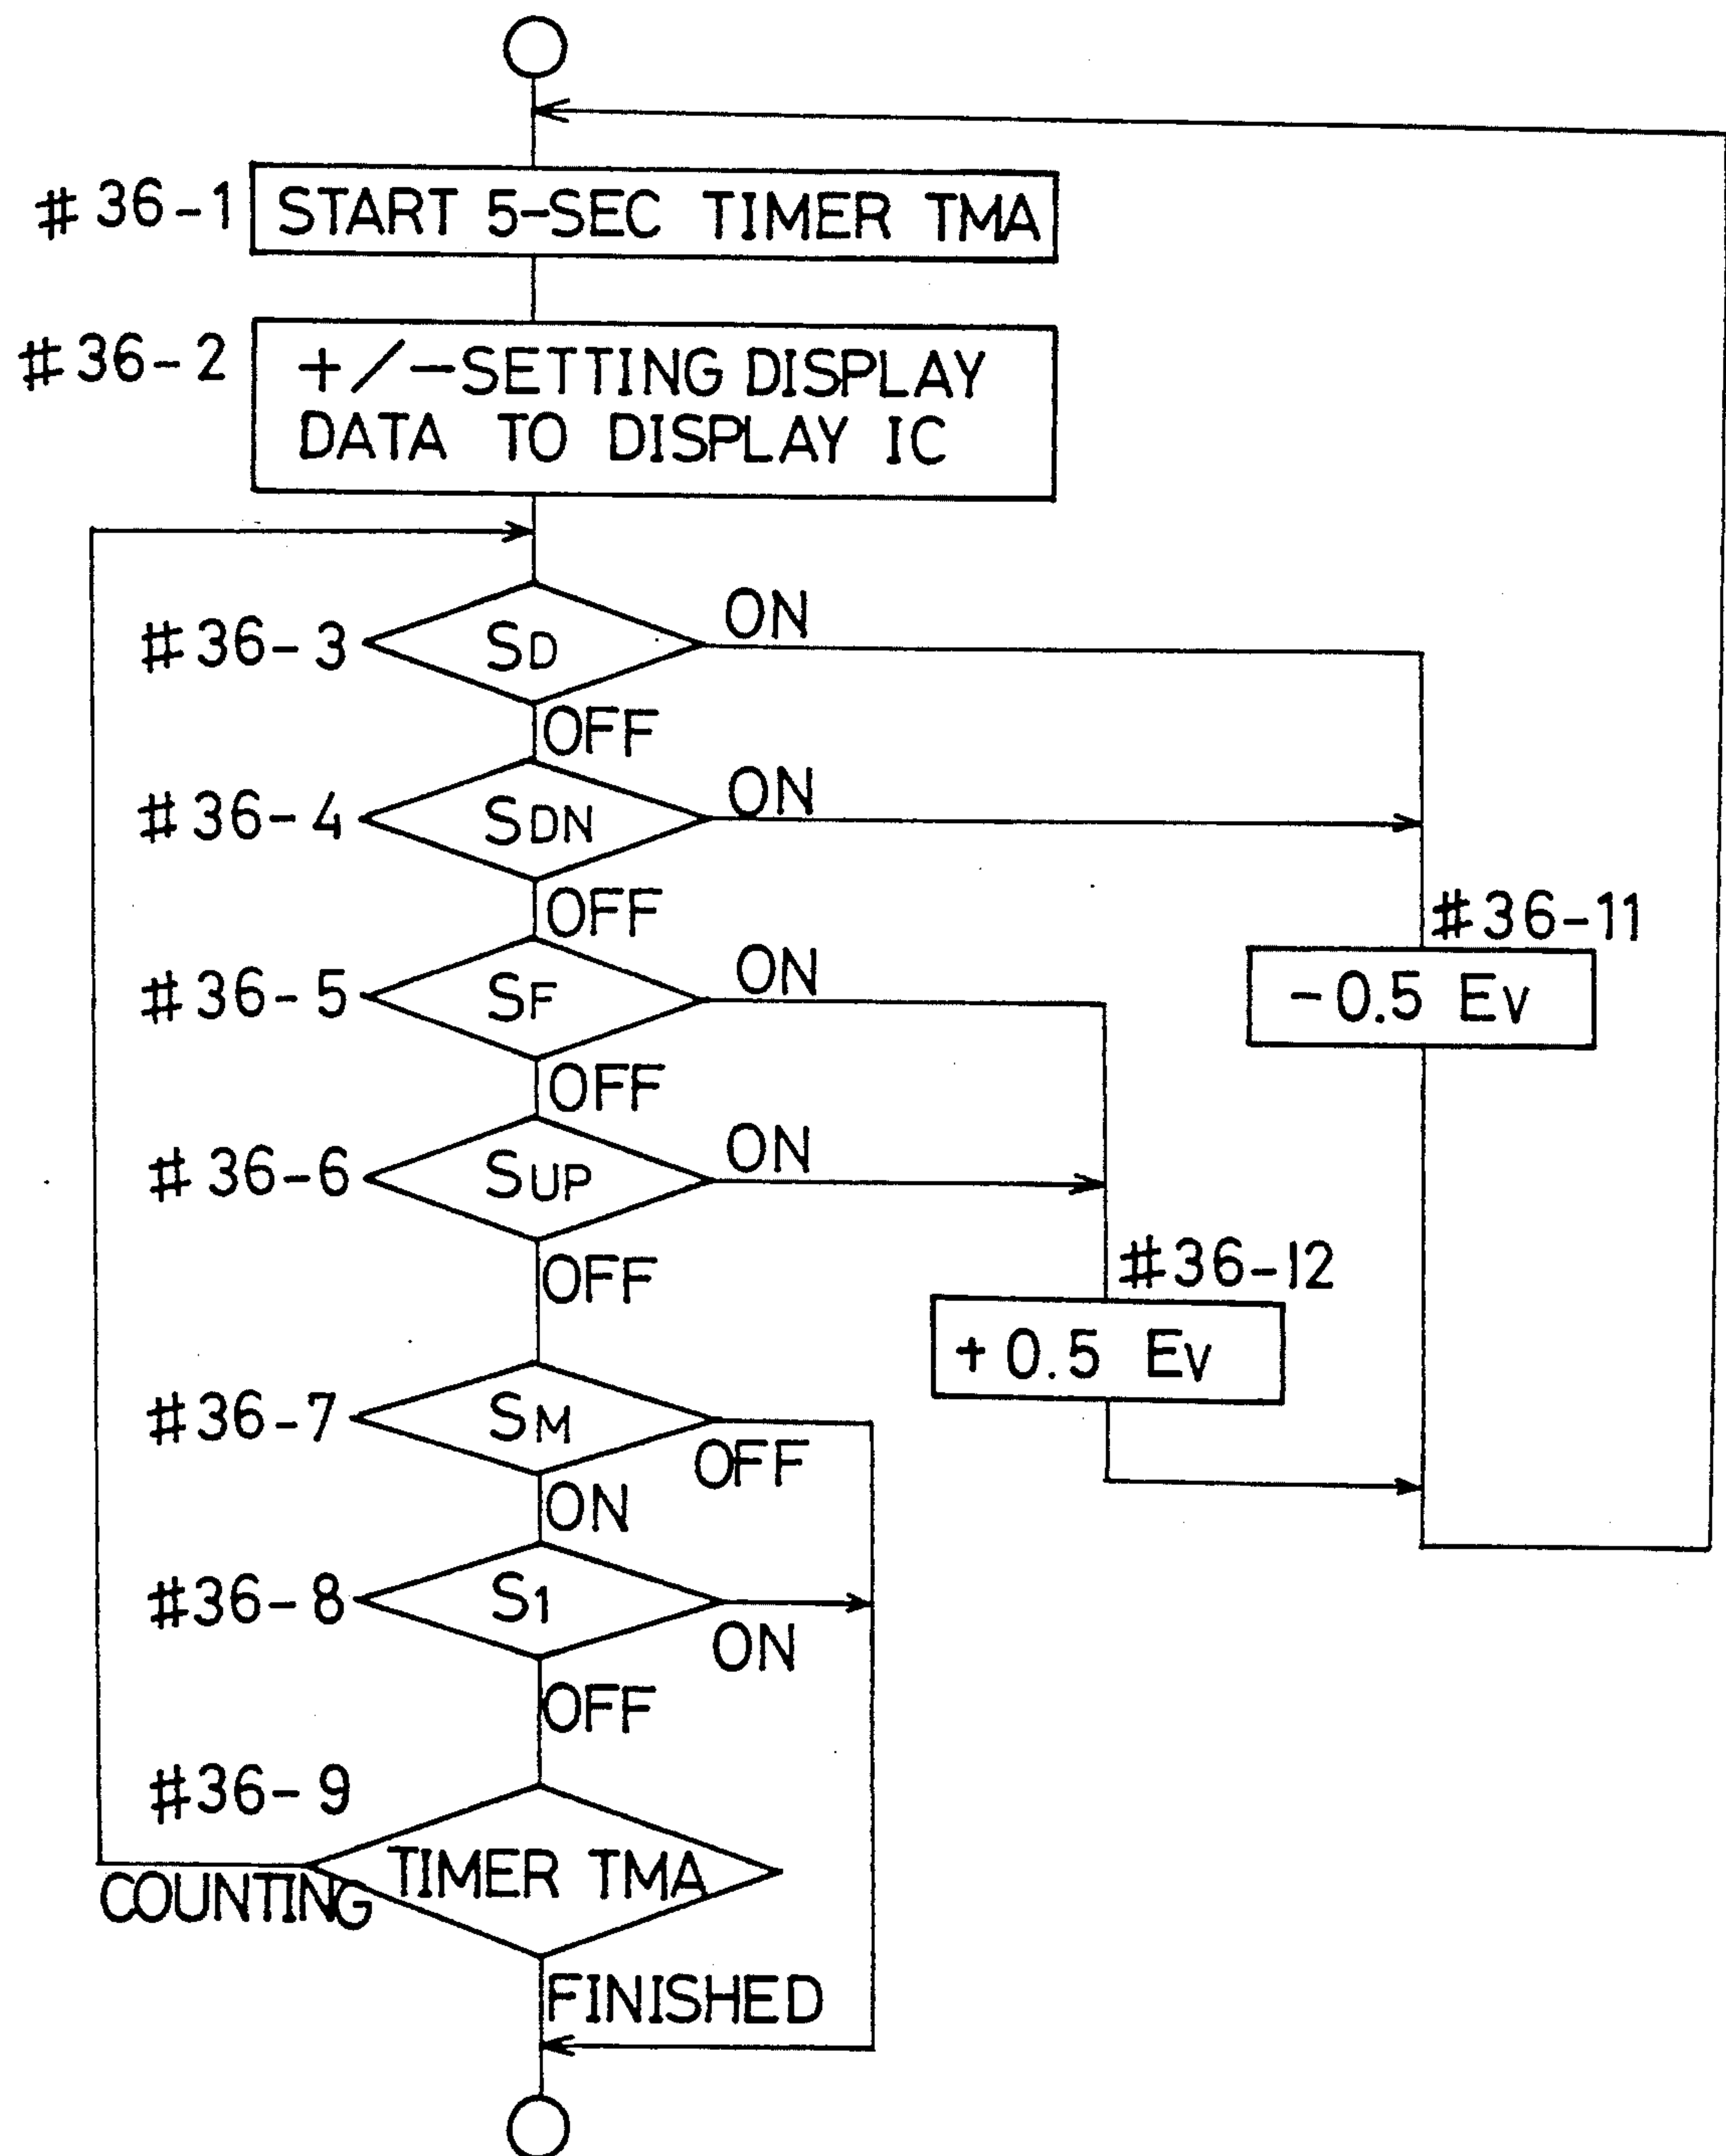 #36-1 START 5-SEC TIMER TMA
#36-2 +/-SETTING DISPLAY
DATA TO DISPLAY IC
#36-3 SD ON
OFF
#36-4 SDN ON
OFF
#36-11
-0.5 EV
#36-5 SF ON
OFF
#36-6 SUP ON
OFF
#36-12
+0.5 EV
#36-7 SM OFF
ON
#36-8 S1 ON
OFF
#36-9
TIMER TMA
COUNTING
FINISHED